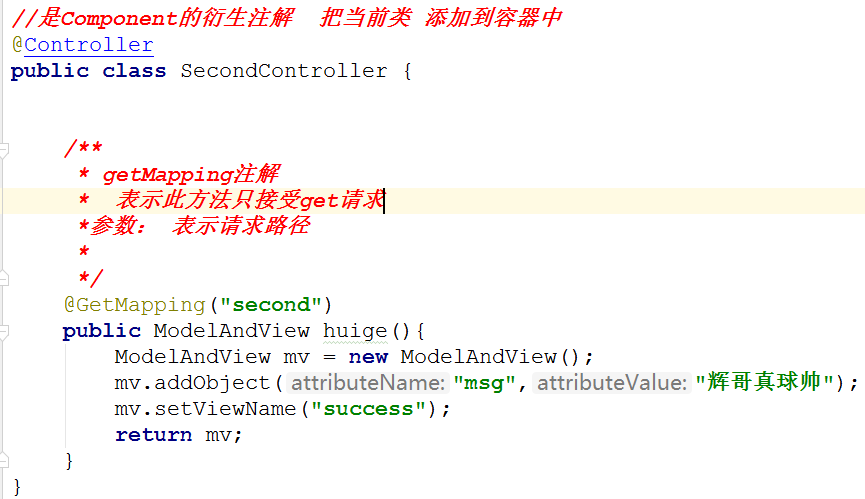 //是Component的衍生注解  把当前类 添加到容器中
@Controller
public class SecondController {
/**
* getMapping注解
*  表示此方法只接受get请求
*参数： 表示请求路径
*
*/
@GetMapping("second")
public ModelAndView huige(){
ModelAndView mv = new ModelAndView();
mv.addObject( attributeName: "msg", attributeValue: "辉哥真球帅");
mv.setViewName("success");
return mv;
}
}